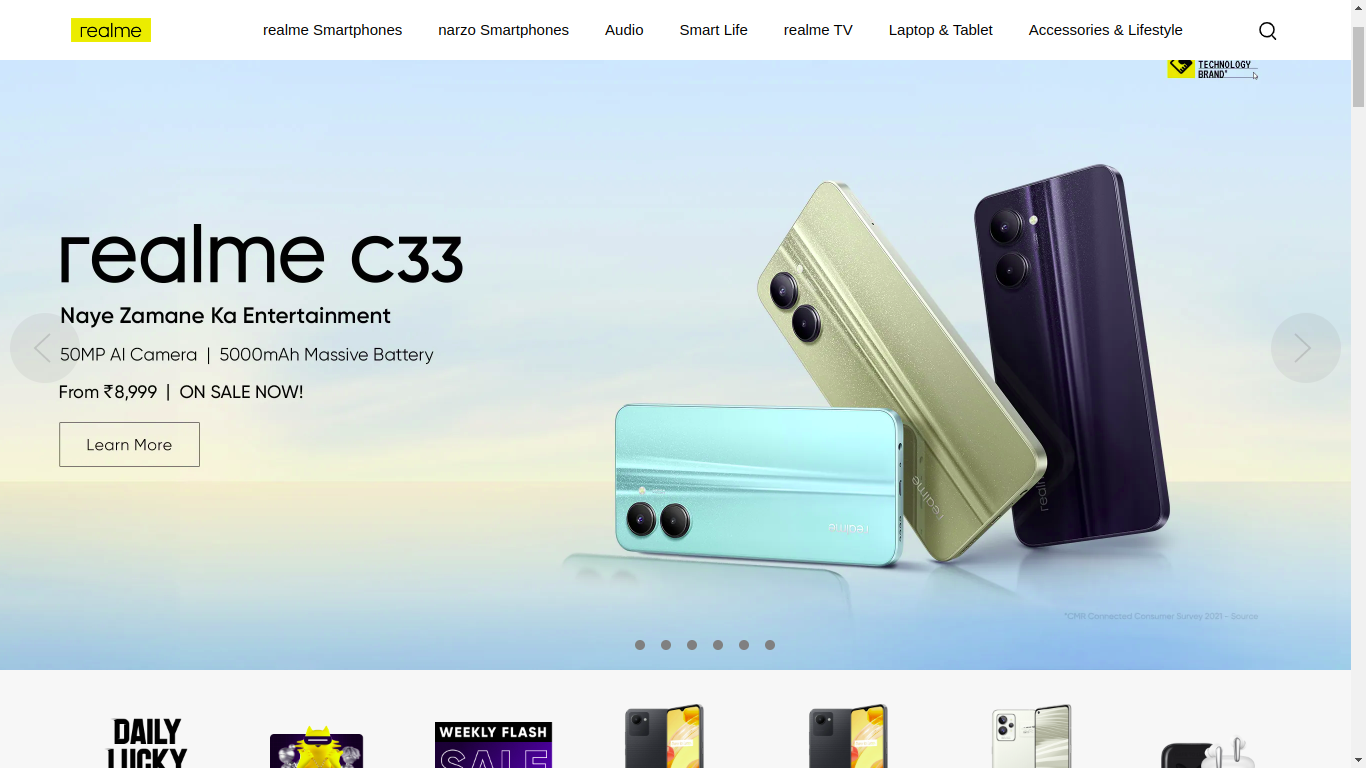 realme
realme Smartphones
narzo Smartphones
Audio
Smart Life
realme TV
Laptop & Tablet
Accessories & Lifestyle
TECHNOLOGY
BRAND*
realme C33
Naye Zamane Ka Entertainment
50MP AI Camera | 5000mAh Massive Battery
From ₹8,999 | ON SALE NOW!
Learn More
realme
realme
realme
*CMR Connected Consumer Survey 2021 - Source
DAILY
LUCKY
WEEKLY FLASH
SALE